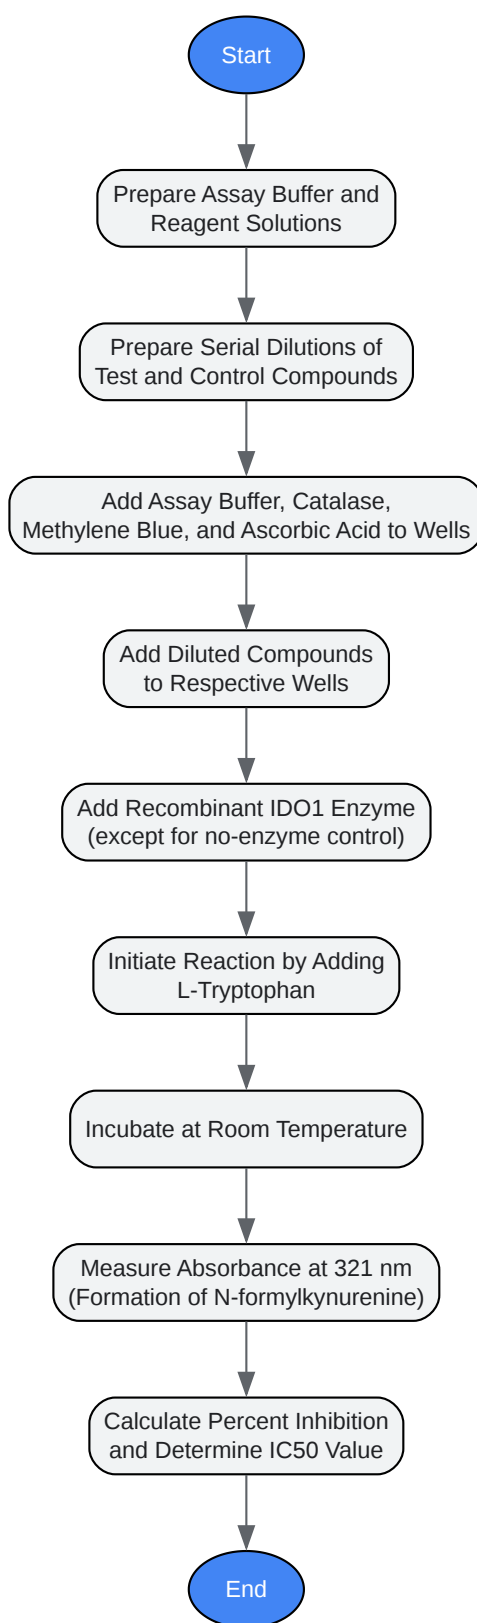 Start
Prepare Assay Buffer and
Reagent Solutions
Prepare Serial Dilutions of
Test and Control Compounds
Add Assay Buffer, Catalase,
Methylene Blue, and Ascorbic Acid to Wells
Add Diluted Compounds
to Respective Wells
Add Recombinant IDO1 Enzyme
(except for no-enzyme control)
Initiate Reaction by Adding
L-Tryptophan
Incubate at Room Temperature
Measure Absorbance at 321 nm
(Formation of N-formylkynurenine)
Calculate Percent Inhibition
and Determine IC50 Value
End